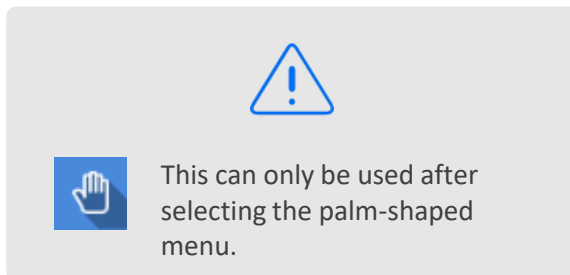 This can only be used after
selecting the palm-shaped
menu.